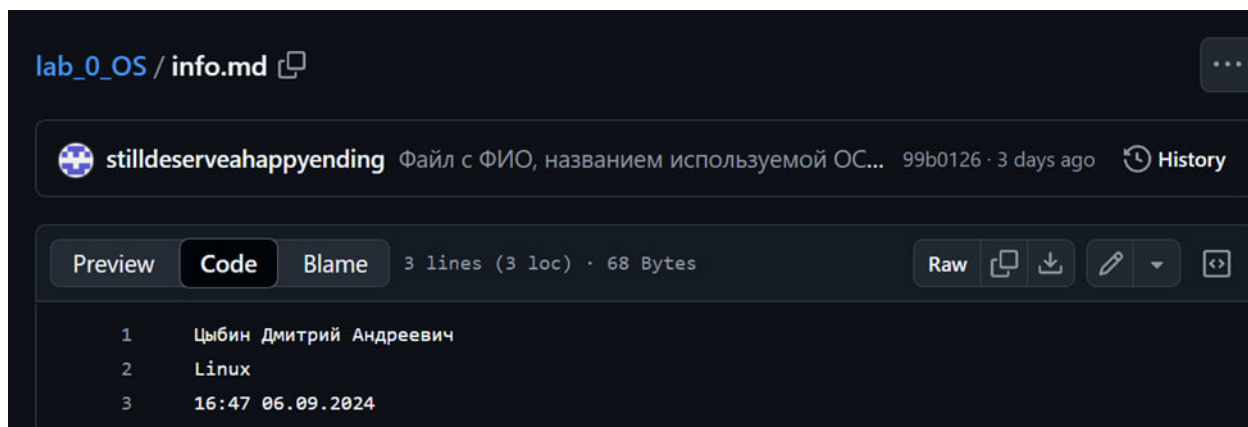 lab_0_OS / info.md
stilldeserveahappyending Файл с ФИО, названием используемой ОС... 99b0126 · 3 days ago History
Preview Code Blame 3 lines (3 loc) · 68 Bytes Raw
1 Цыбин Дмитрий Андреевич
2 Linux
3 16:47 06.09.2024